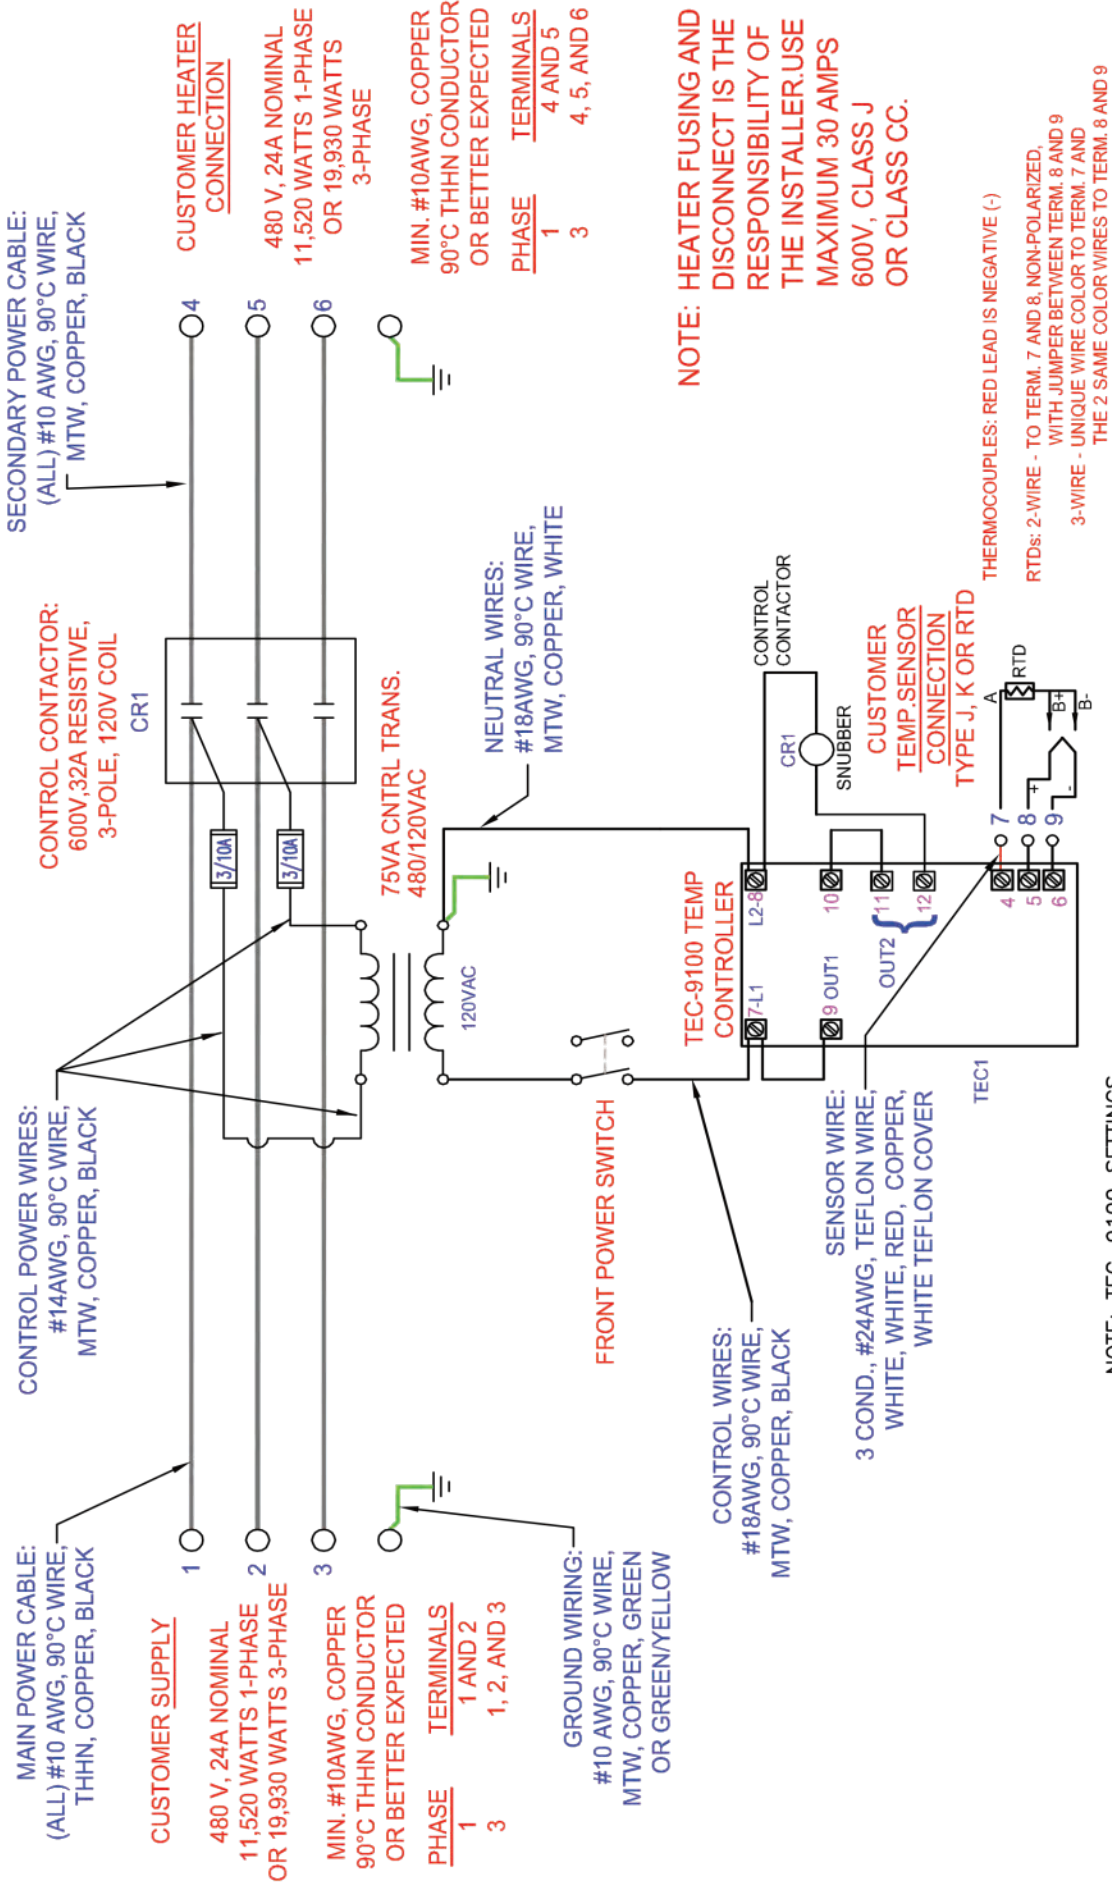 MAIN POWER CABLE:
(ALL) #10 AWG, 90°C WIRE,
THHN, COPPER, BLACK
CONTROL POWER WIRES:
#14AWG, 90°C WIRE,
MTW, COPPER, BLACK
CONTROL CONTACTOR:
600V,32A RESISTIVE,
3-POLE, 120V COIL
CR1
SECONDARY POWER CABLE:
(ALL) #10 AWG, 90°C WIRE,
MTW, COPPER, BLACK
CUSTOMER SUPPLY
480 V, 24A NOMINAL
11,520 WATTS 1-PHASE
OR 19,930 WATTS 3-PHASE
MIN. #10AWG, COPPER
90°C THHN CONDUCTOR
OR BETTER EXPECTED
PHASE TERMINALS
1 1 AND 2
3 1, 2, AND 3
1
2
3
3/10A
3/10A
4
5
6
CUSTOMER HEATER
CONNECTION
480 V, 24A NOMINAL
11,520 WATTS 1-PHASE
OR 19,930 WATTS
3-PHASE
MIN. #10AWG, COPPER
90°C THHN CONDUCTOR
OR BETTER EXPECTED
PHASE TERMINALS
1 4 AND 5
3 4, 5, AND 6
GROUND WIRING:
#10 AWG, 90°C WIRE,
MTW, COPPER, GREEN
OR GREEN/YELLOW
75VA CNTRL TRANS.
480/120VAC
120VAC
NEUTRAL WIRES:
#18AWG, 90°C WIRE,
MTW, COPPER, WHITE
FRONT POWER SWITCH
NOTE: HEATER FUSING AND
DISCONNECT IS THE
RESPONSIBILITY OF
THE INSTALLER.USE
MAXIMUM 30 AMPS
600V, CLASS J
OR CLASS CC.
CONTROL WIRES:
#18AWG, 90°C WIRE,
MTW, COPPER, BLACK
TEC-9100 TEMP
CONTROLLER
7-L1
L2-8
9 OUT1
10
OUT2
11
12
4
5
6
TEC1
CONTROL
CONTACTOR
CR1
SNUBBER
SENSOR WIRE:
3 COND., #24AWG, TEFLON WIRE,
WHITE, WHITE, RED, COPPER,
WHITE TEFLON COVER
CUSTOMER
TEMP.SENSOR
CONNECTION
TYPE J, K OR RTD
7
8
9
A
RTD
+
-
B+
B-
THERMOCOUPLES: RED LEAD IS NEGATIVE (-)
RTDs: 2-WIRE - TO TERM. 7 AND 8, NON-POLARIZED,
WITH JUMPER BETWEEN TERM. 8 AND 9
3-WIRE - UNIQUE WIRE COLOR TO TERM. 7 AND
THE 2 SAME COLOR WIRES TO TERM. 8 AND 9
NOTE: TEC-9100 SETTINGS